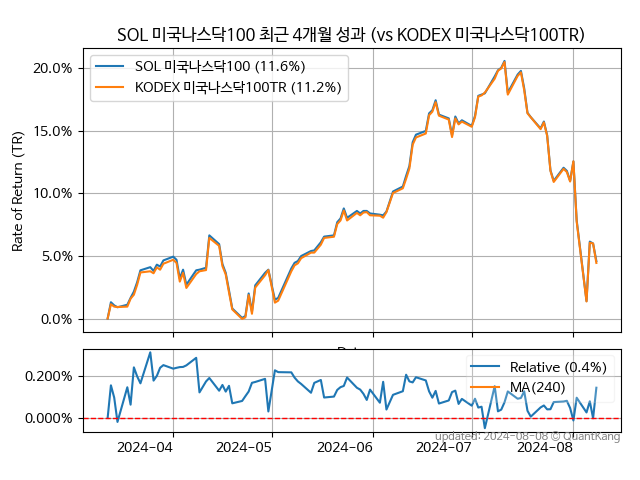 SOL 미국나스닥100 최근 4개월 성과 (vs KODEX 미국나스닥100TR)
SOL 미국나스닥100 (11.6%)
KODEX 미국나스닥100TR (11.2%)
Rate of Return (TR)
20.0%
15.0%
10.0%
5.0%
0.0%
Relative (0.4%)
MA(240)
0.200%
0.000%
updated: 2024-08-08 © QuantKang
2024-04
2024-05
2024-06
2024-07
2024-08